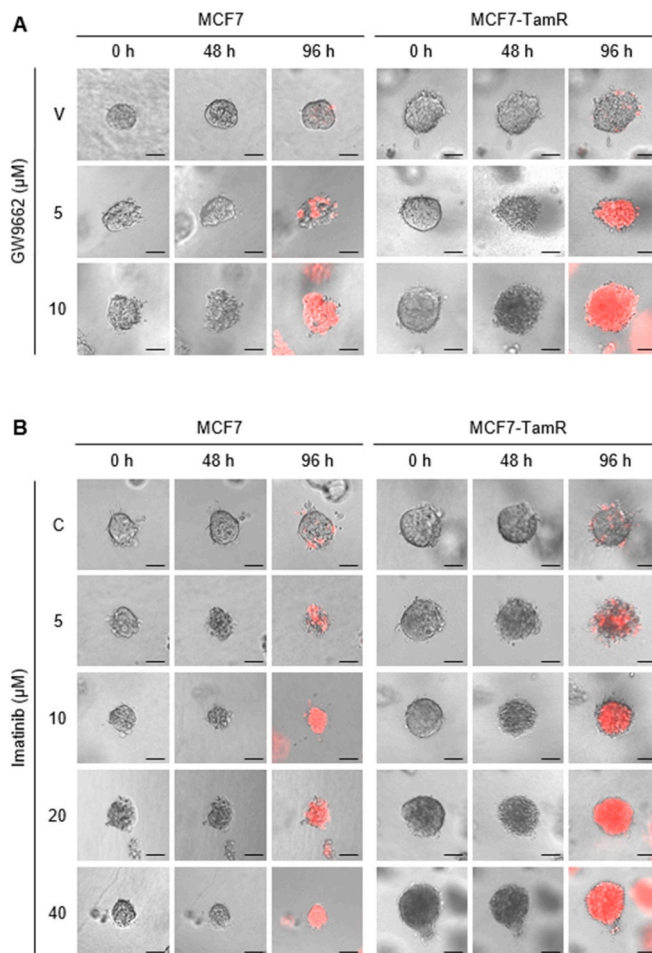 A
MCF7 MCF7-TamR
0 h 48 h 96 h 0 h 48 h 96 h
GW9662 (µM)
V
5
10
B
MCF7 MCF7-TamR
0 h 48 h 96 h 0 h 48 h 96 h
Imatinib (µM)
C
5
10
20
40